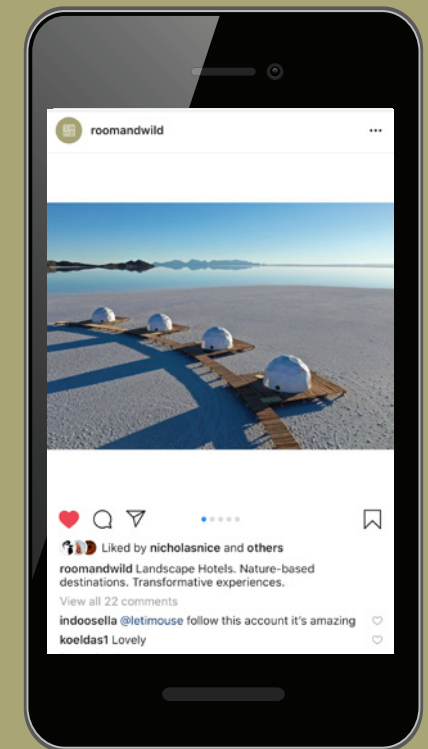 roomandwild
Liked by nicholasnice and others
roomandwild Landscape Hotels. Nature-based
destinations. Transformative experiences.
View all 22 comments
indoosella @letimouse follow this account it's amazing
koeldas1 Lovely